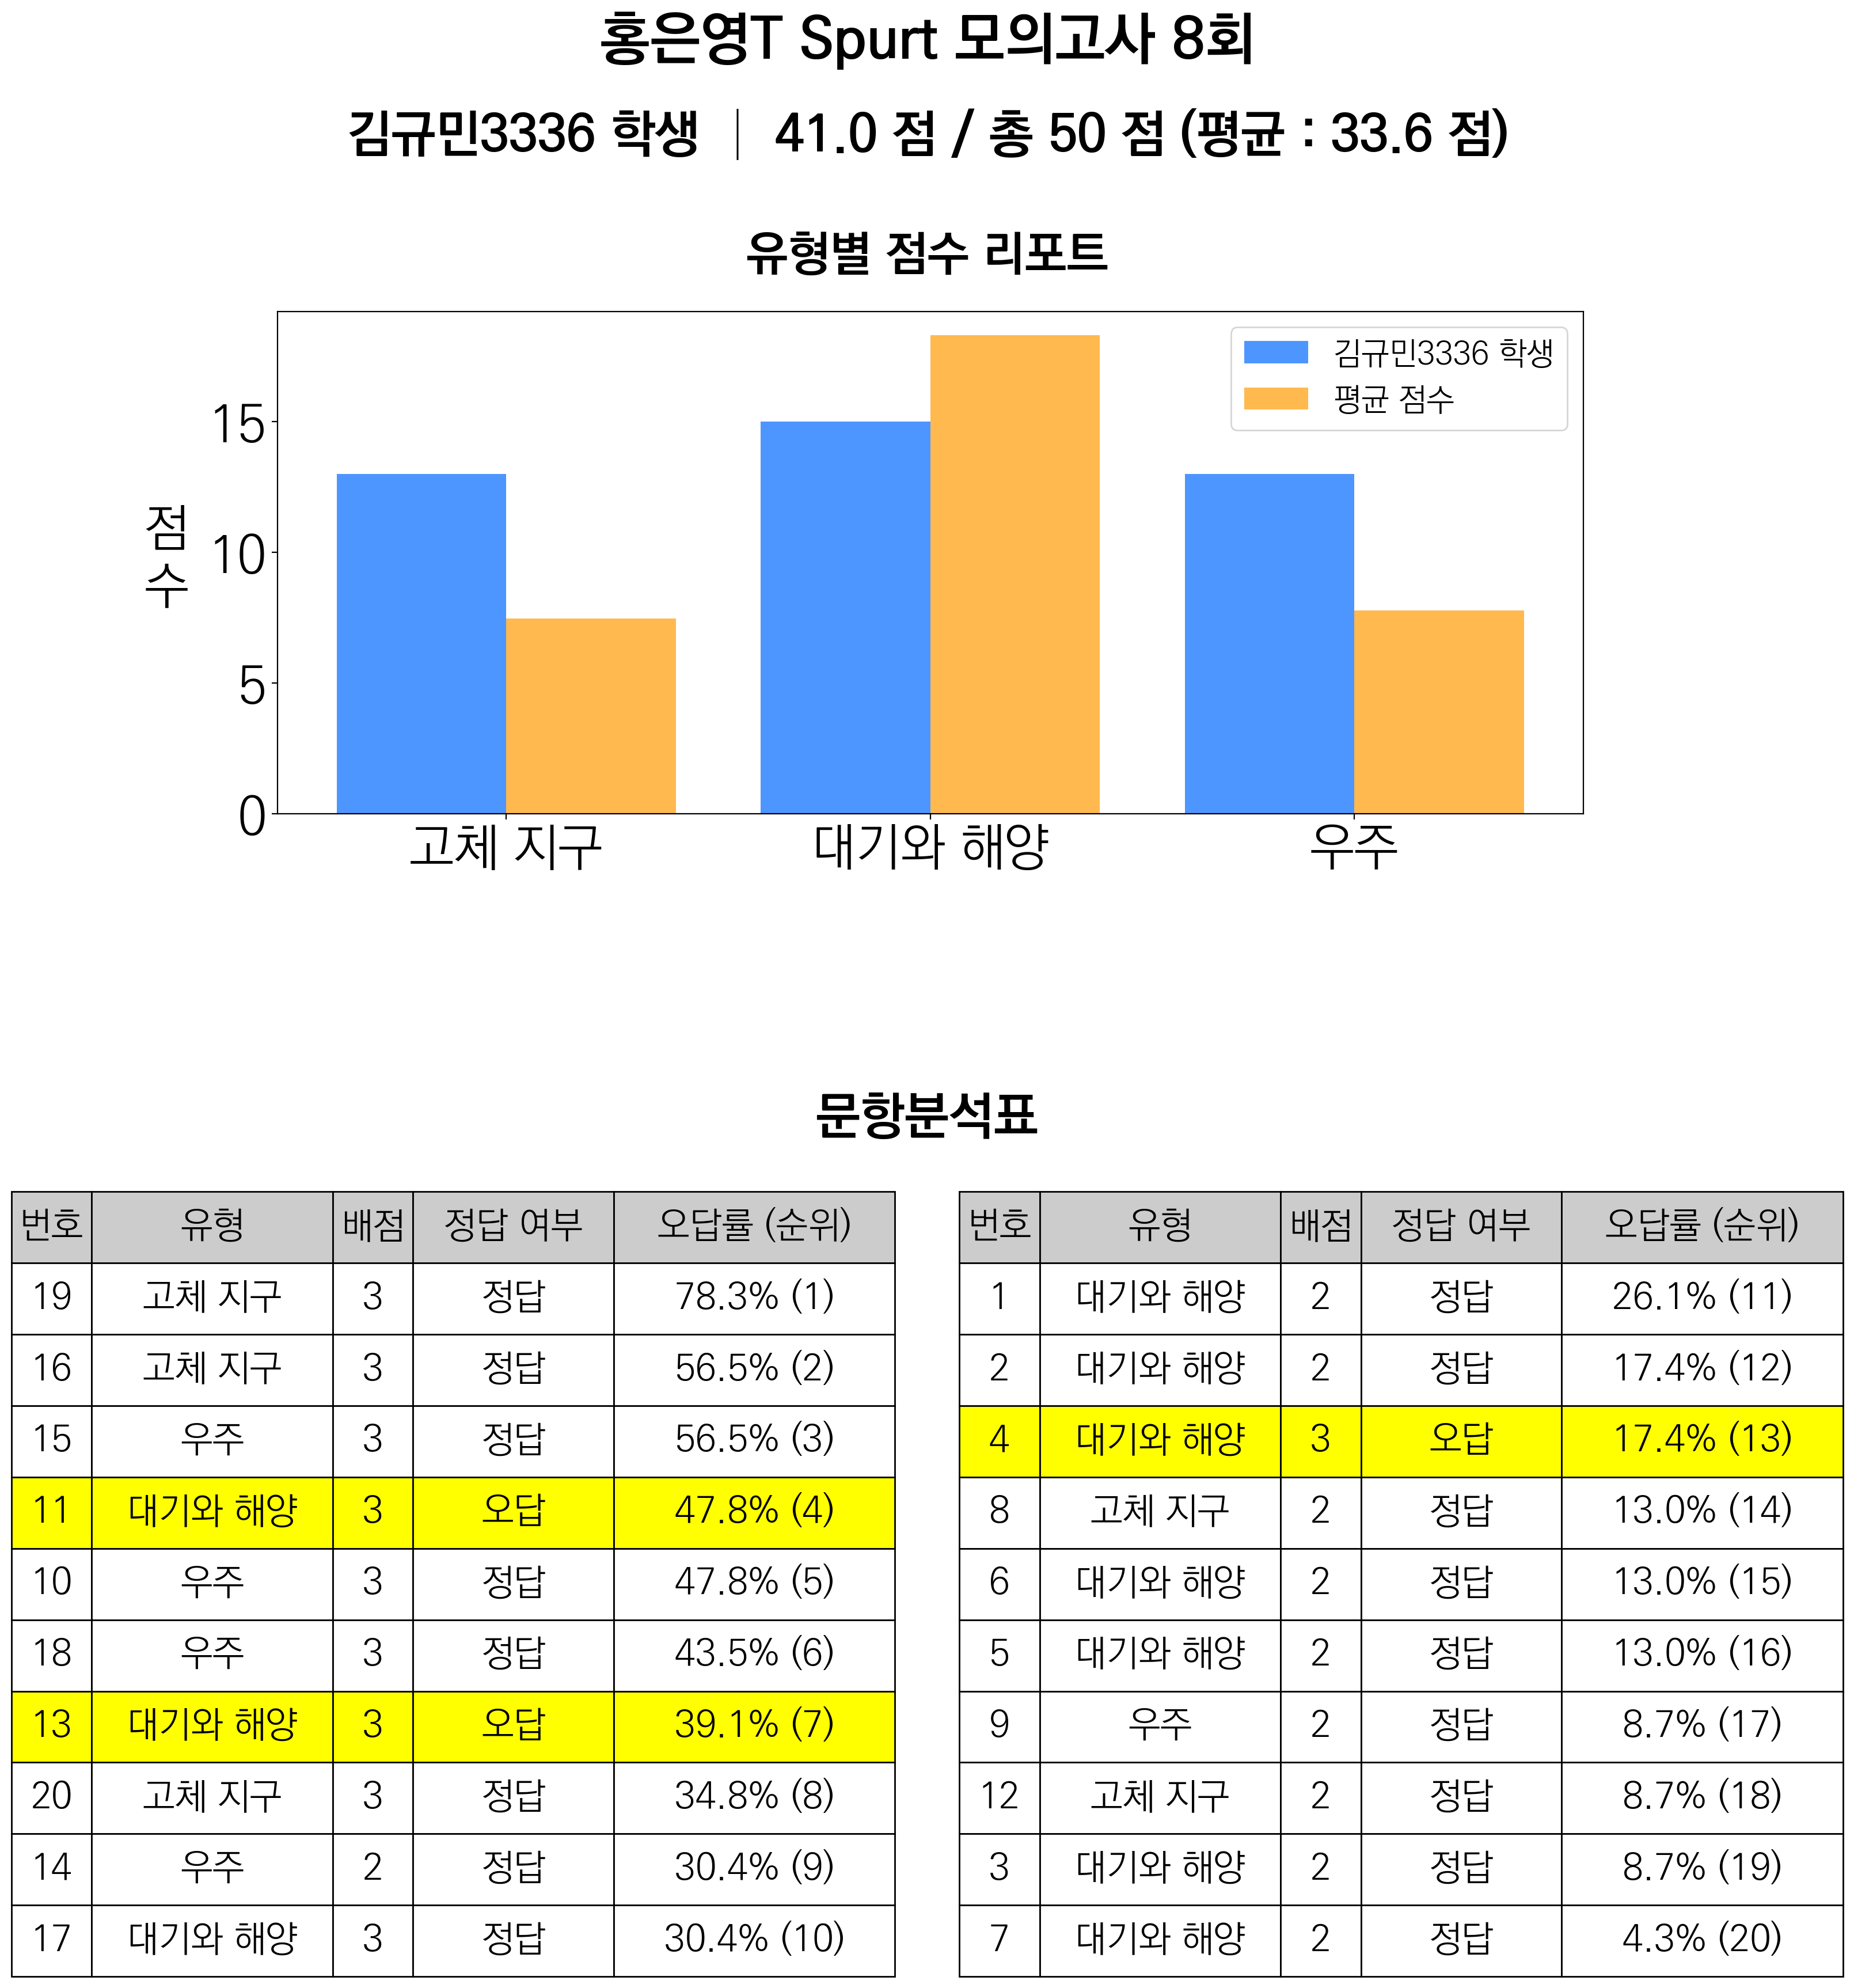 홍은영T Spurt 모의고사 8회
김규민3336 학생 | 41.0 점 / 총 50 점 (평균 : 33.6 점)
유형별 점수 리포트
김규민3336 학생
평균 점수
점
수
15
10
5
0
고체 지구 대기와 해양 우주
문항분석표
번호 유형 배점 정답 여부 오답률 (순위)
19 고체 지구 3 정답 78.3% (1)
16 고체 지구 3 정답 56.5% (2)
15 우주 3 정답 56.5% (3)
11 대기와 해양 3 오답 47.8% (4)
10 우주 3 정답 47.8% (5)
18 우주 3 정답 43.5% (6)
13 대기와 해양 3 오답 39.1% (7)
20 고체 지구 3 정답 34.8% (8)
14 우주 2 정답 30.4% (9)
17 대기와 해양 3 정답 30.4% (10)
번호 유형 배점 정답 여부 오답률 (순위)
1 대기와 해양 2 정답 26.1% (11)
2 대기와 해양 2 정답 17.4% (12)
4 대기와 해양 3 오답 17.4% (13)
8 고체 지구 2 정답 13.0% (14)
6 대기와 해양 2 정답 13.0% (15)
5 대기와 해양 2 정답 13.0% (16)
9 우주 2 정답 8.7% (17)
12 고체 지구 2 정답 8.7% (18)
3 대기와 해양 2 정답 8.7% (19)
7 대기와 해양 2 정답 4.3% (20)